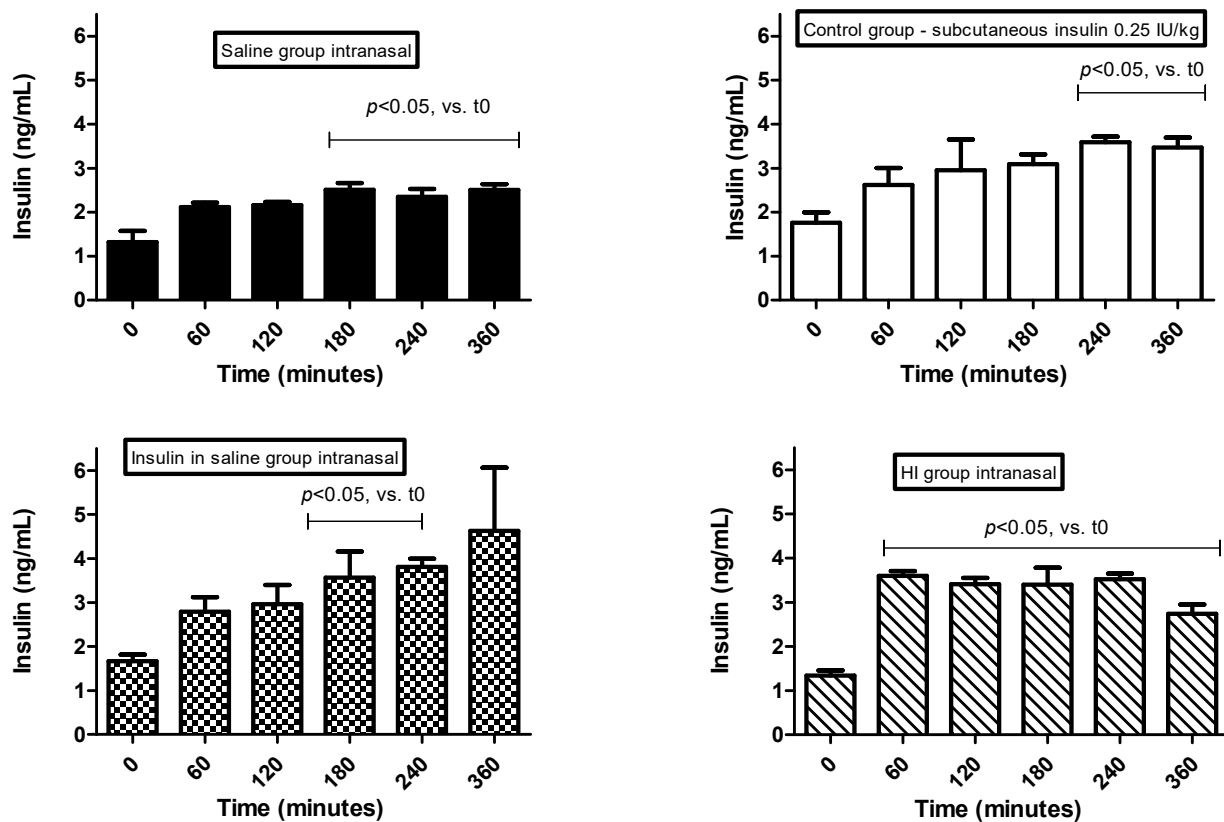 Saline group intranasal
p<0.05, vs. t0
Insulin (ng/mL)
6
5
4
3
2
1
0
0 60 120 180 240 360
Time (minutes)
Control group - subcutaneous insulin 0.25 IU/kg
p<0.05, vs. t0
Insulin (ng/mL)
6
5
4
3
2
1
0
0 60 120 180 240 360
Time (minutes)
Insulin in saline group intranasal
p<0.05, vs. t0
Insulin (ng/mL)
6
5
4
3
2
1
0
0 60 120 180 240 360
Time (minutes)
HI group intranasal
p<0.05, vs. t0
Insulin (ng/mL)
6
5
4
3
2
1
0
0 60 120 180 240 360
Time (minutes)